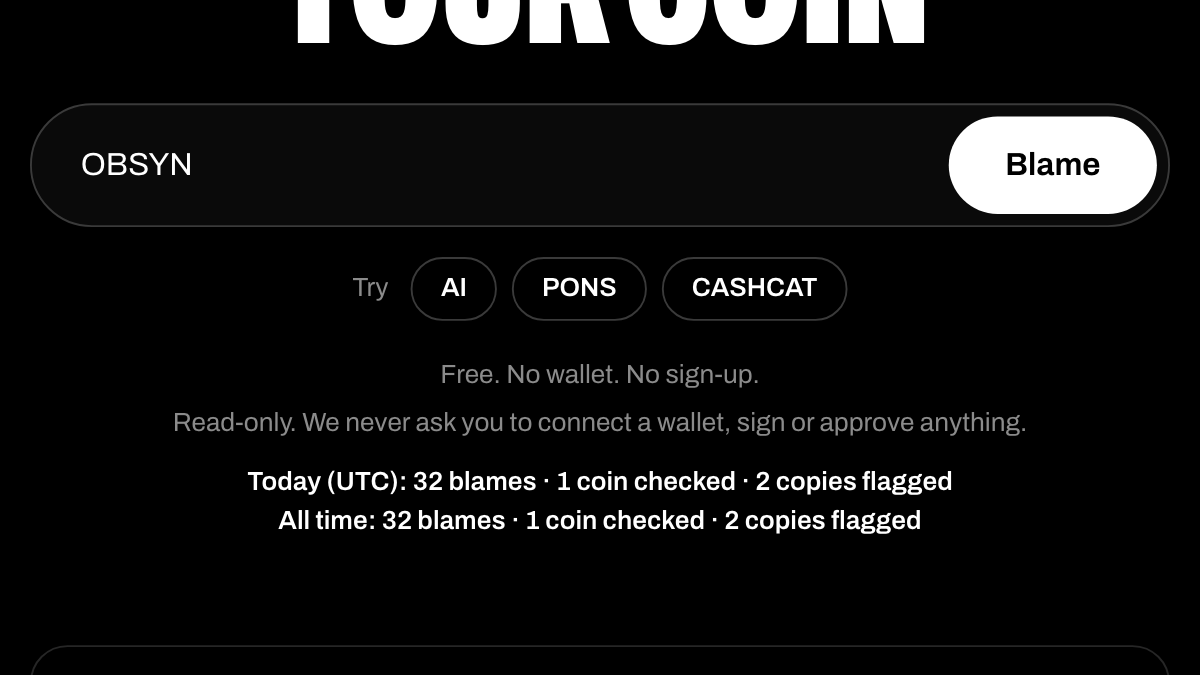 YOUR COIN
OBSYN
Blame
Try AI PONS CASHCAT
Free. No wallet. No sign-up.
Read-only. We never ask you to connect a wallet, sign or approve anything.
Today (UTC): 32 blames · 1 coin checked · 2 copies flagged
All time: 32 blames · 1 coin checked · 2 copies flagged